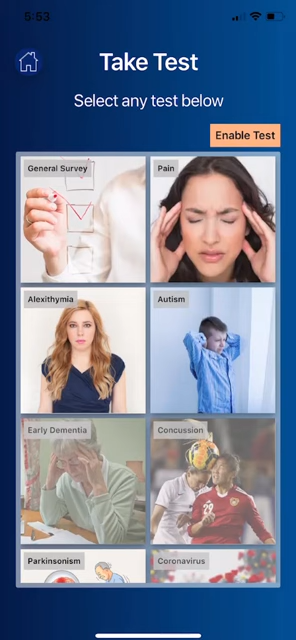 5:53
Take Test
Select any test below
Enable Test
General Survey
Pain
Alexithymia
Autism
Early Dementia
Concussion
28
Parkinsonism
Coronavirus